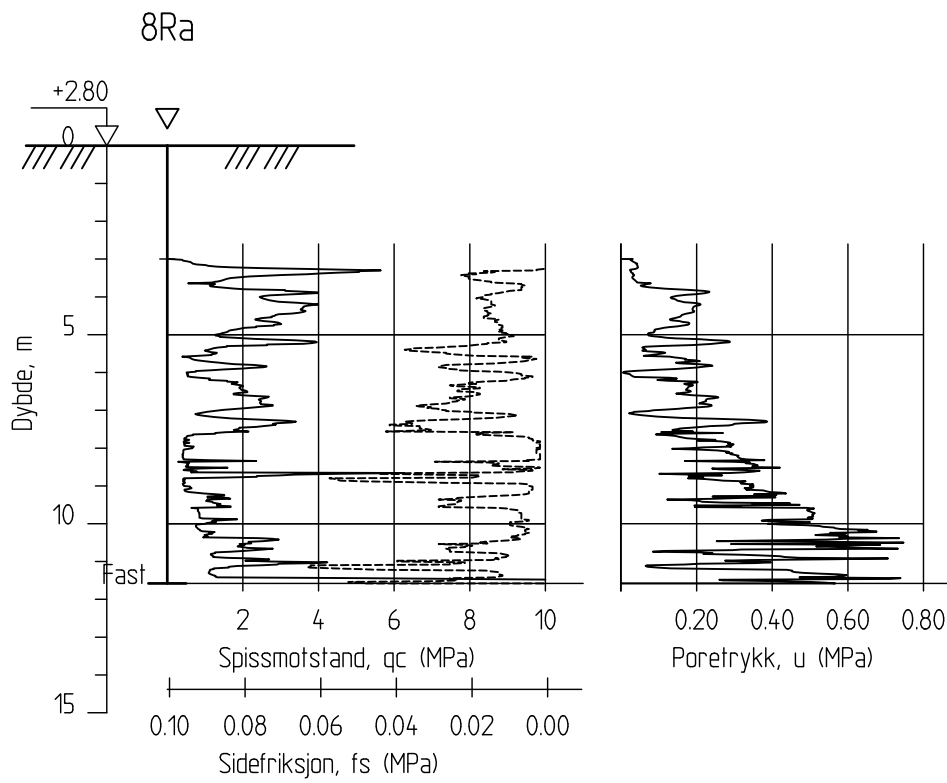 8Ra
+2.80
0
5
10
Fast
15
Dybde, m
2 4 6 8 10
Spissmotstand, qc (MPa)
0.10 0.08 0.06 0.04 0.02 0.00
Sidefriksjon, fs (MPa)
0.20 0.40 0.60 0.80
Poretrykk, u (MPa)